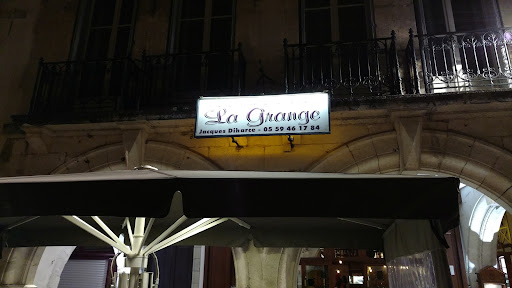 La Grange
Jacques Diharce - 05 59 46 17 84